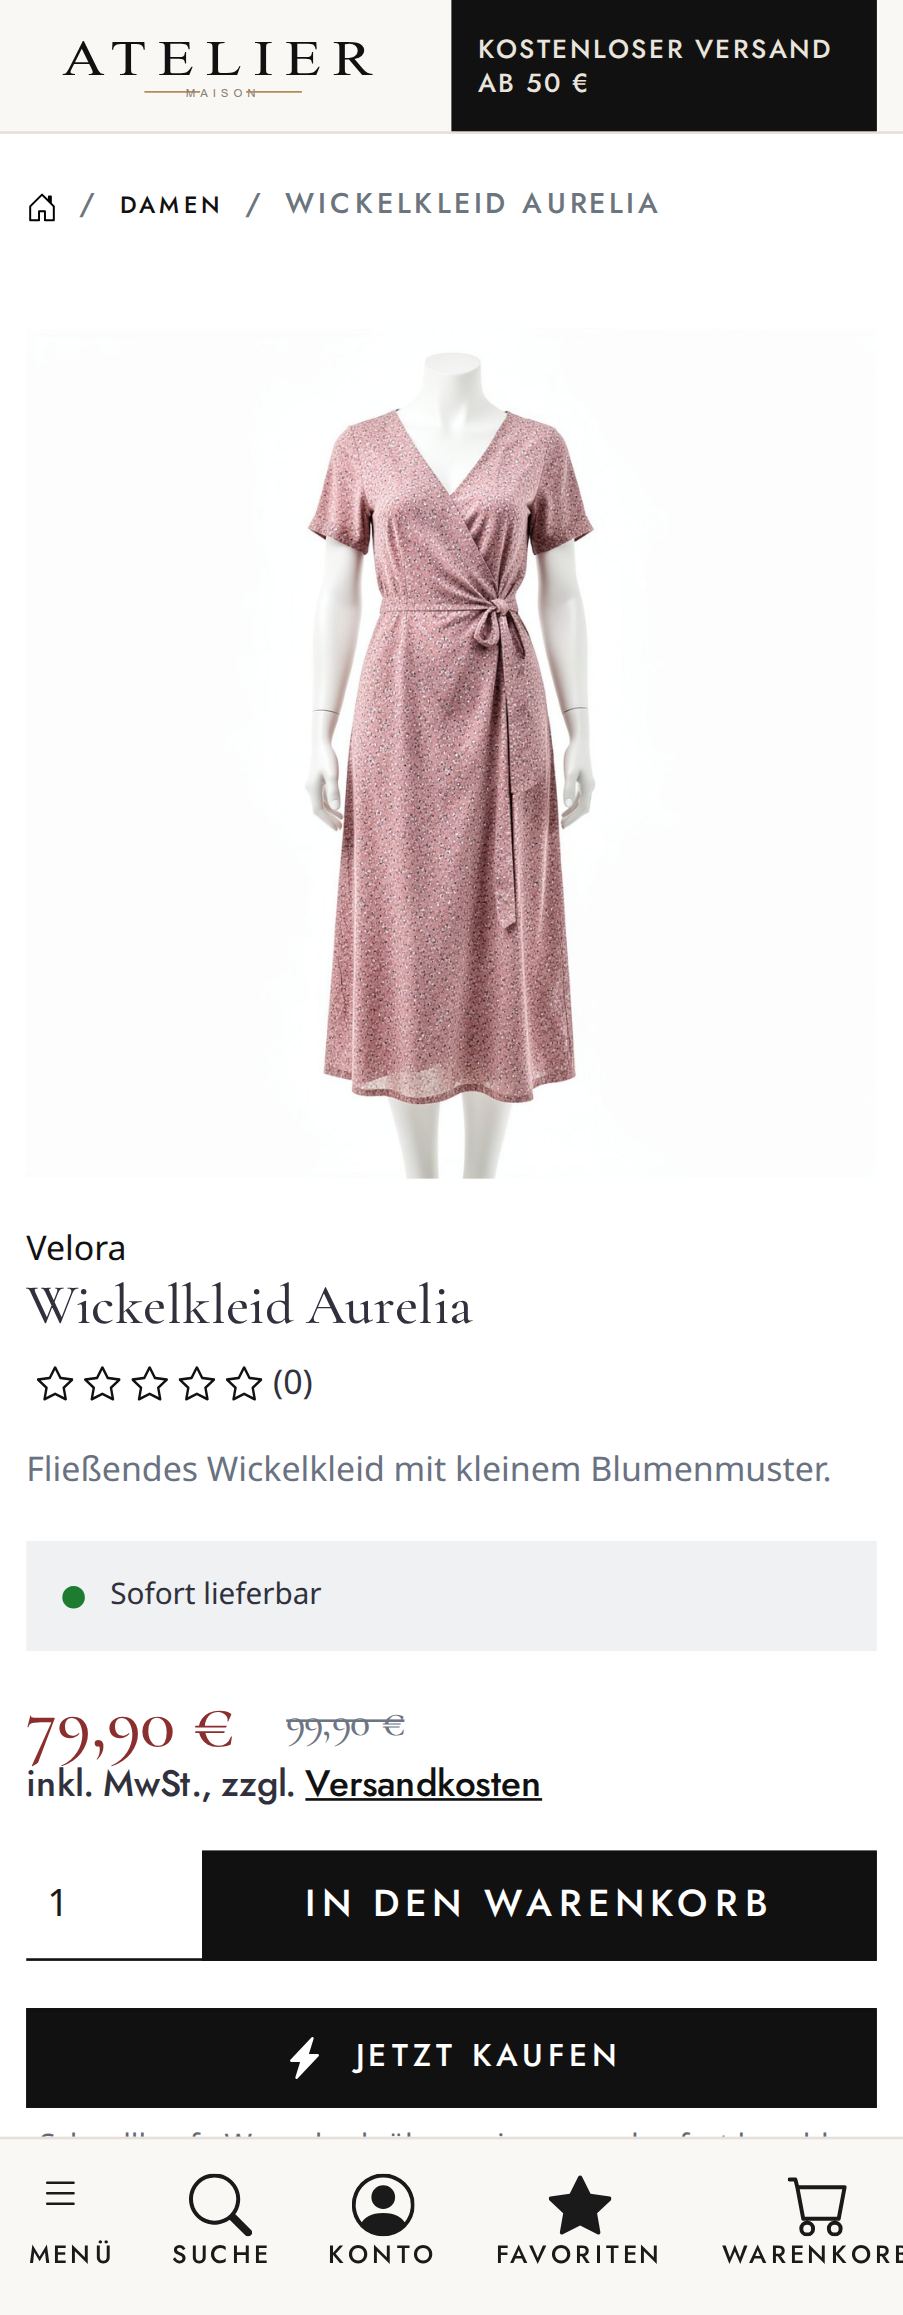 ATELIER
MAISON
KOSTENLOSER VERSAND
AB 50 €
/ DAMEN / WICKELKLEID AURELIA
Velora
Wickelkleid Aurelia
(0)
Fließendes Wickelkleid mit kleinem Blumenmuster.
Sofort lieferbar
79,90 € 99,90 €
inkl. MwSt., zzgl. Versandkosten
1 IN DEN WARENKORB
JETZT KAUFEN
MENÜ SUCHE KONTO FAVORITEN WARENKORB